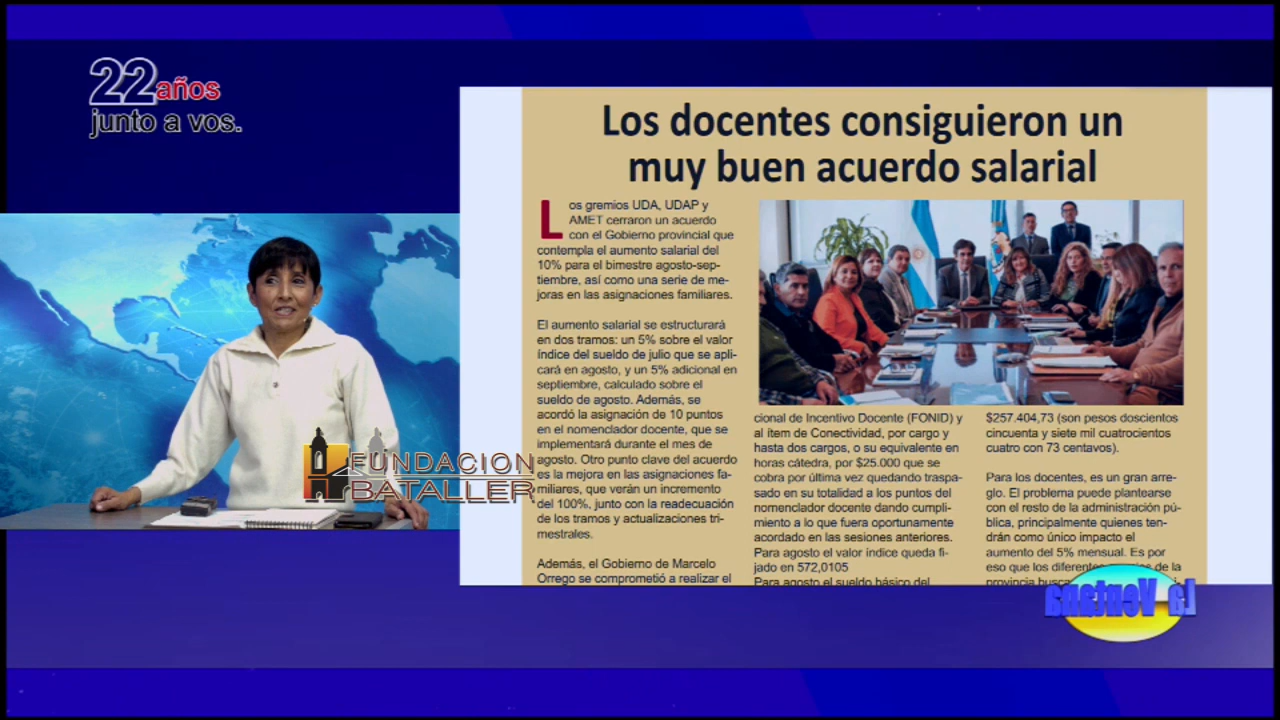 22 años
junto a vos.
Los docentes consiguieron un
muy buen acuerdo salarial
Los gremios UDA, UDAP y
AMET cerraron un acuerdo
con el Gobierno provincial que
contempla el aumento salarial del
10% para el bimestre agosto-sep-
tiembre, así como una serie de me-
joras en las asignaciones familiares.
El aumento salarial se estructurará
en dos tramos: un 5% sobre el valor
índice del sueldo de julio que se apli-
cará en agosto, y un 5% adicional en
septiembre, calculado sobre el
sueldo de agosto. Además, se
acordó la asignación de 10 puntos
en el nomenclador docente, que se
implementará durante el mes de
agosto. Otro punto clave del acuerdo
es la mejora en las asignaciones fa-
miliares, que verán un incremento
del 100%, junto con la readecuación
de los tramos y actualizaciones tri-
mestrales.
Además, el Gobierno de Marcelo
Orrego se comprometió a realizar el
cional de Incentivo Docente (FONID) y
al ítem de Conectividad, por cargo y
hasta dos cargos, o su equivalente en
horas cátedra, por $25.000 que se
cobra por última vez quedando traspa-
sado en su totalidad a los puntos del
nomenclador docente dando cumpli-
miento a lo que fuera oportunamente
acordado en las sesiones anteriores.
Para agosto el valor índice queda fi-
jado en 572,0105
Para agosto el sueldo básico del
$257.404,73 (son pesos doscientos
cincuenta y siete mil cuatrocientos
cuatro con 73 centavos).
Para los docentes, es un gran arre-
glo. El problema puede plantearse
con el resto de la administración pú-
blica, principalmente quienes ten-
drán como único impacto el
aumento del 5% mensual. Es por
eso que los diferentes de la
provincia
FUNDACION
BATALLER
La Ventana